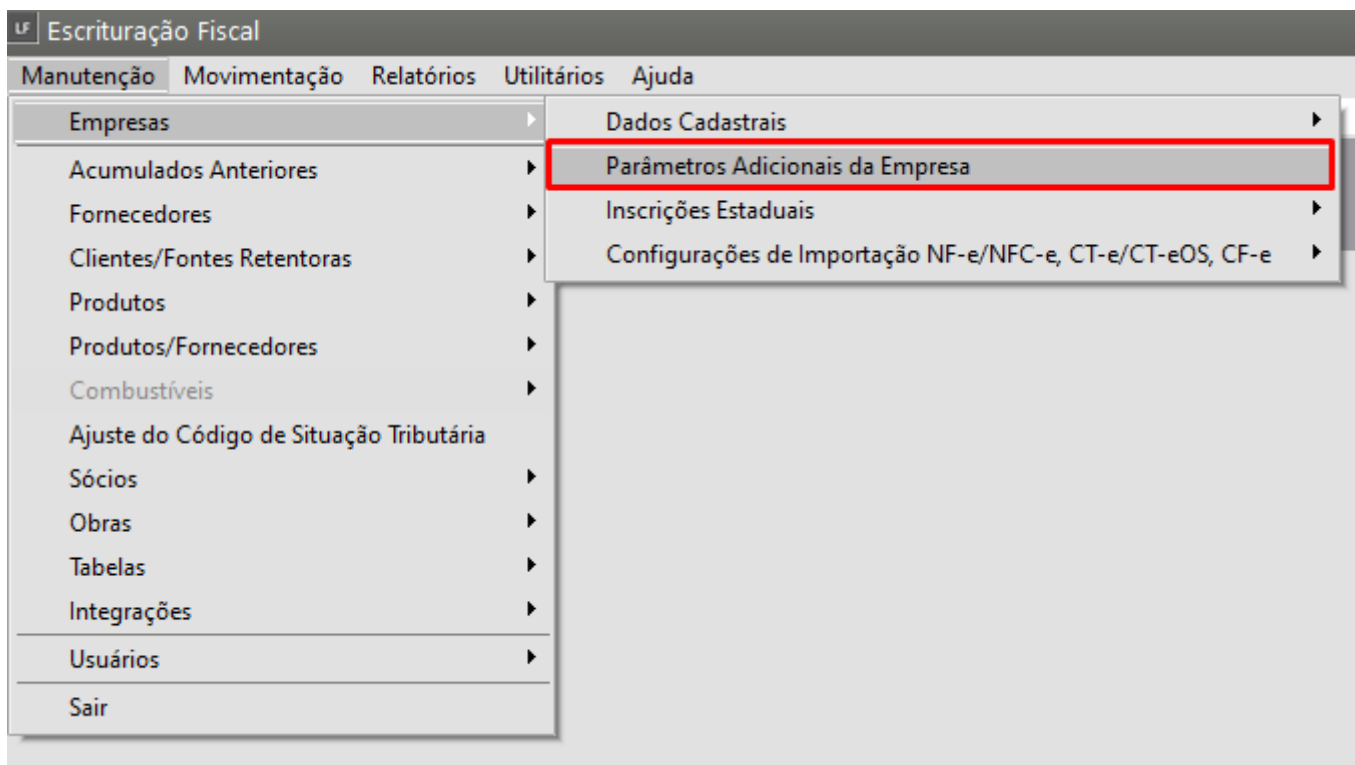 LF Escrituração Fiscal
Manutenção Movimentação Relatórios Utilitários Ajuda
Empresas
Acumulados Anteriores
Fornecedores
Clientes/Fontes Retentoras
Produtos
Produtos/Fornecedores
Combustíveis
Ajuste do Código de Situação Tributária
Sócios
Obras
Tabelas
Integrações
Usuários
Sair
Dados Cadastrais
Parâmetros Adicionais da Empresa
Inscrições Estaduais
Configurações de Importação NF-e/NFC-e, CT-e/CT-eOS, CF-e